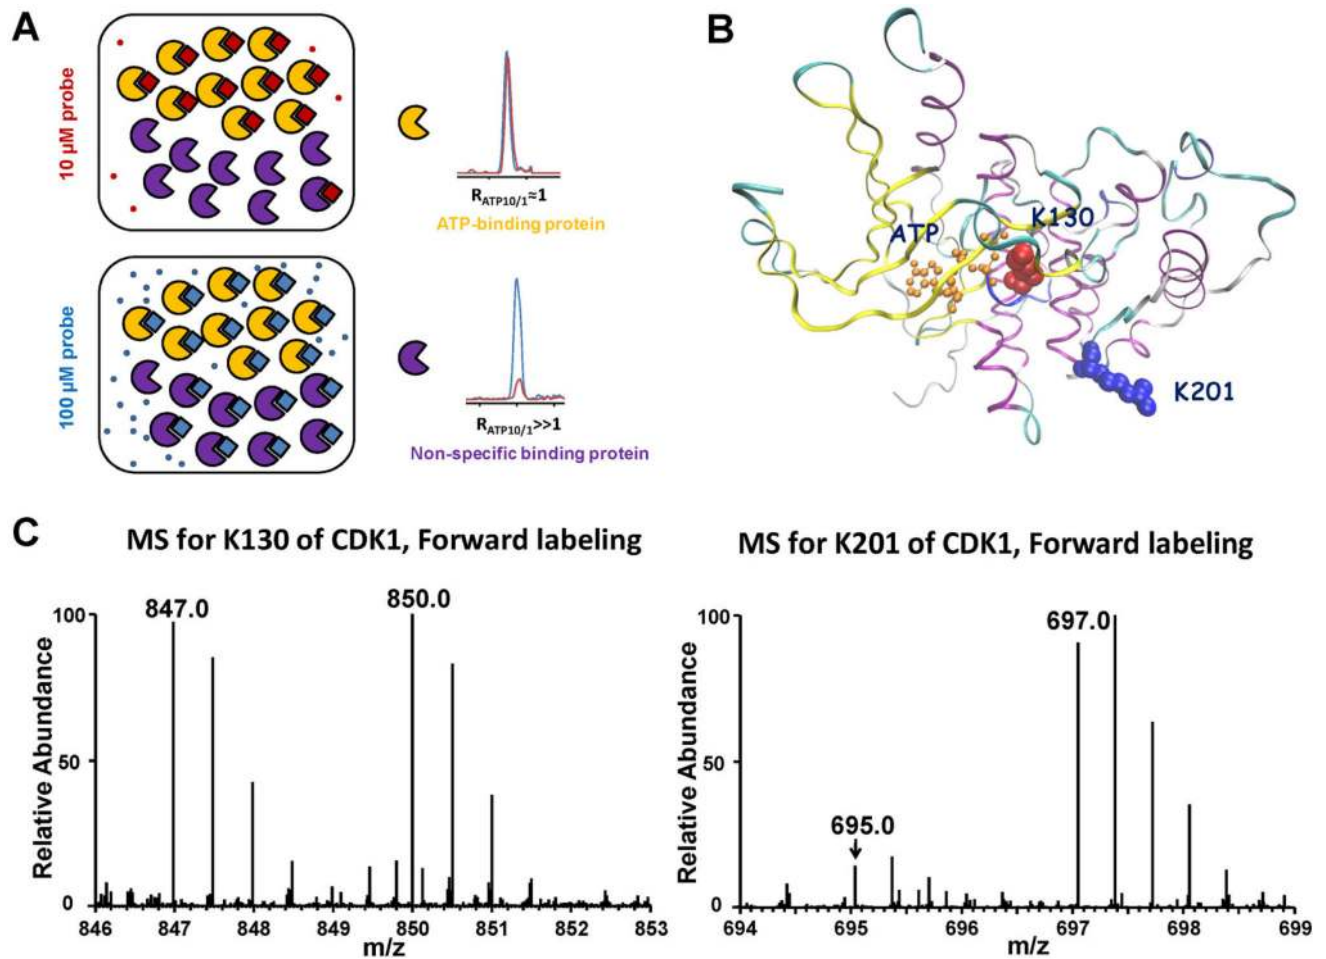 A
10 µM probe
R_ATP10/1≈1
ATP-binding protein
100 µM probe
R_ATP10/1>>1
Non-specific binding protein
B
ATP
K130
K201
C
MS for K130 of CDK1, Forward labeling
Relative Abundance
100
50
0
847.0
850.0
846
847
848
849
850
851
852
853
m/z
MS for K201 of CDK1, Forward labeling
Relative Abundance
100
50
0
695.0
697.0
694
695
696
697
698
699
m/z